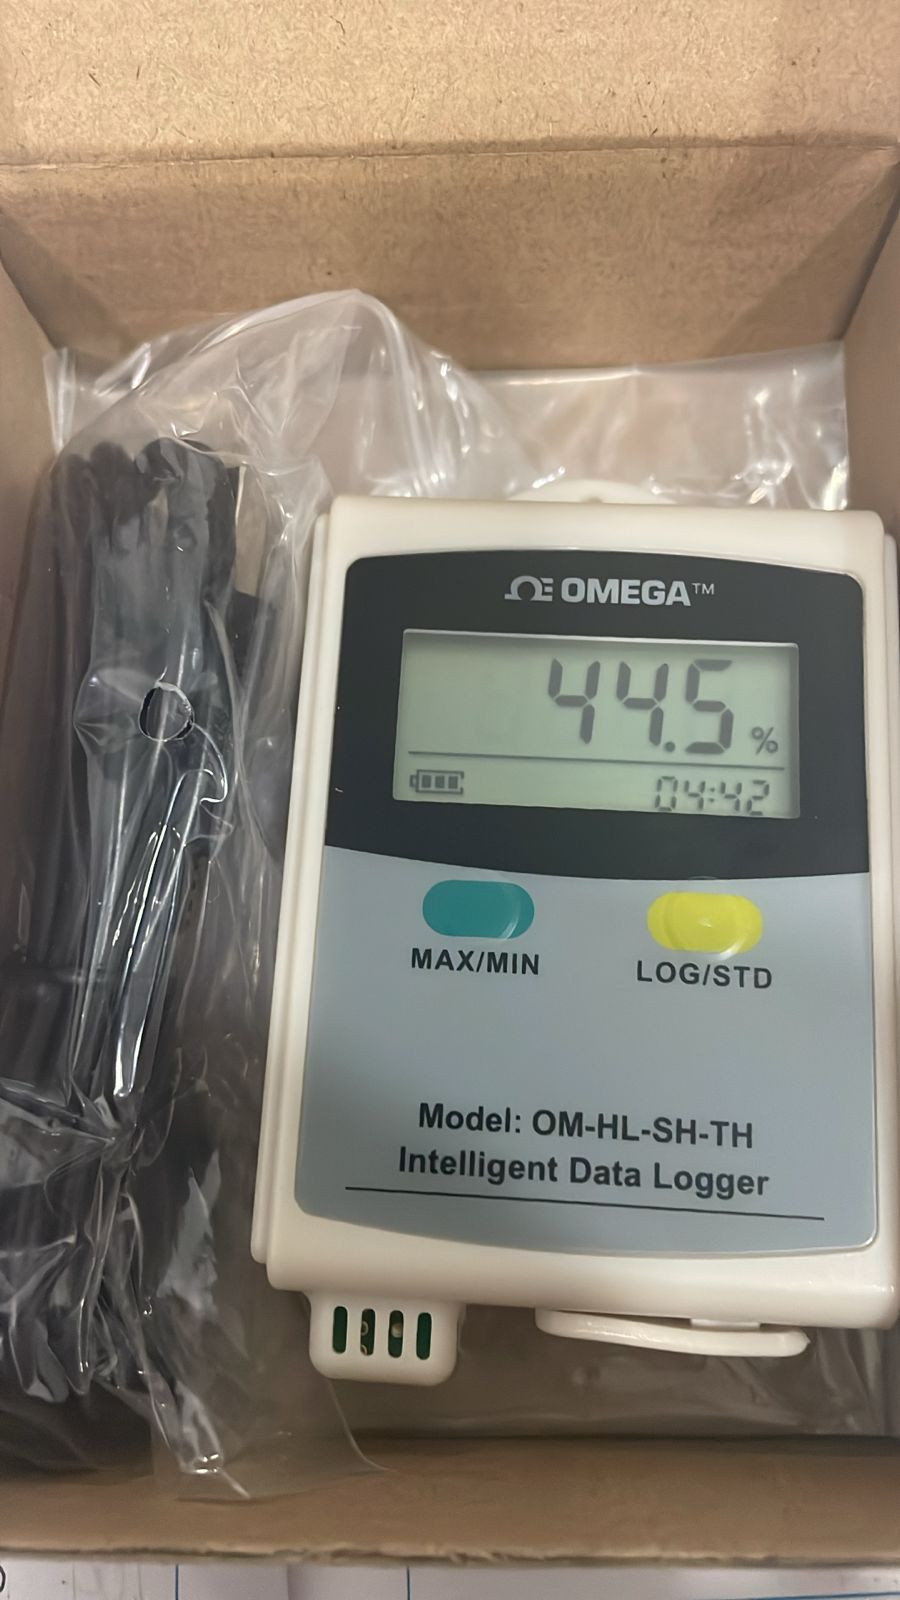 OMEGA™
44.5 %
04:42
MAX/MIN
LOG/STD
Model: OM-HL-SH-TH
Intelligent Data Logger